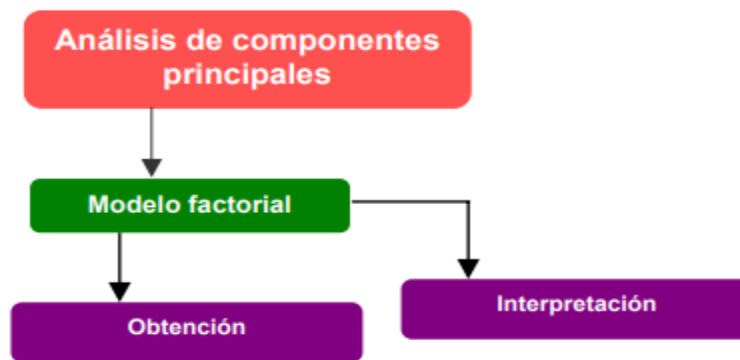 Análisis de componentes
principales
Modelo factorial
Interpretación
Obtención